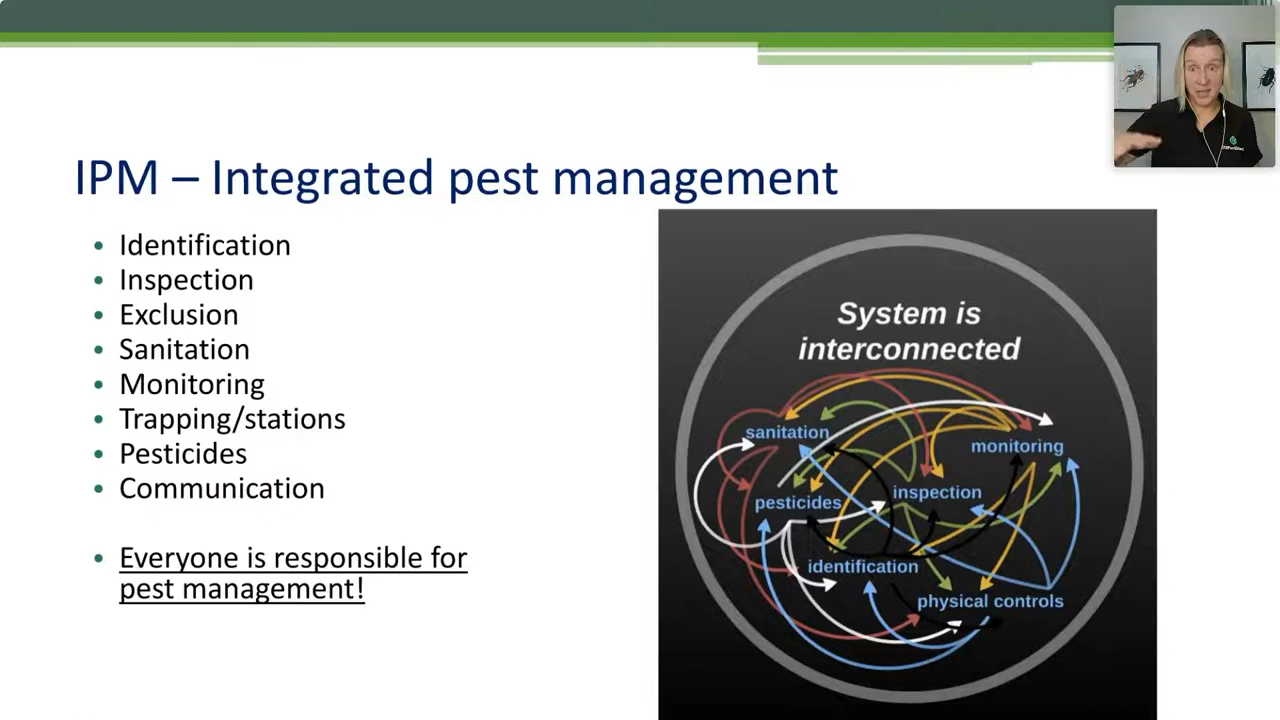 IPM – Integrated pest management
• Identification
• Inspection
• Exclusion
• Sanitation
• Monitoring
• Trapping/stations
• Pesticides
• Communication
• Everyone is responsible for
pest management!
System is
interconnected
sanitation
monitoring
pesticides
inspection
identification
physical controls